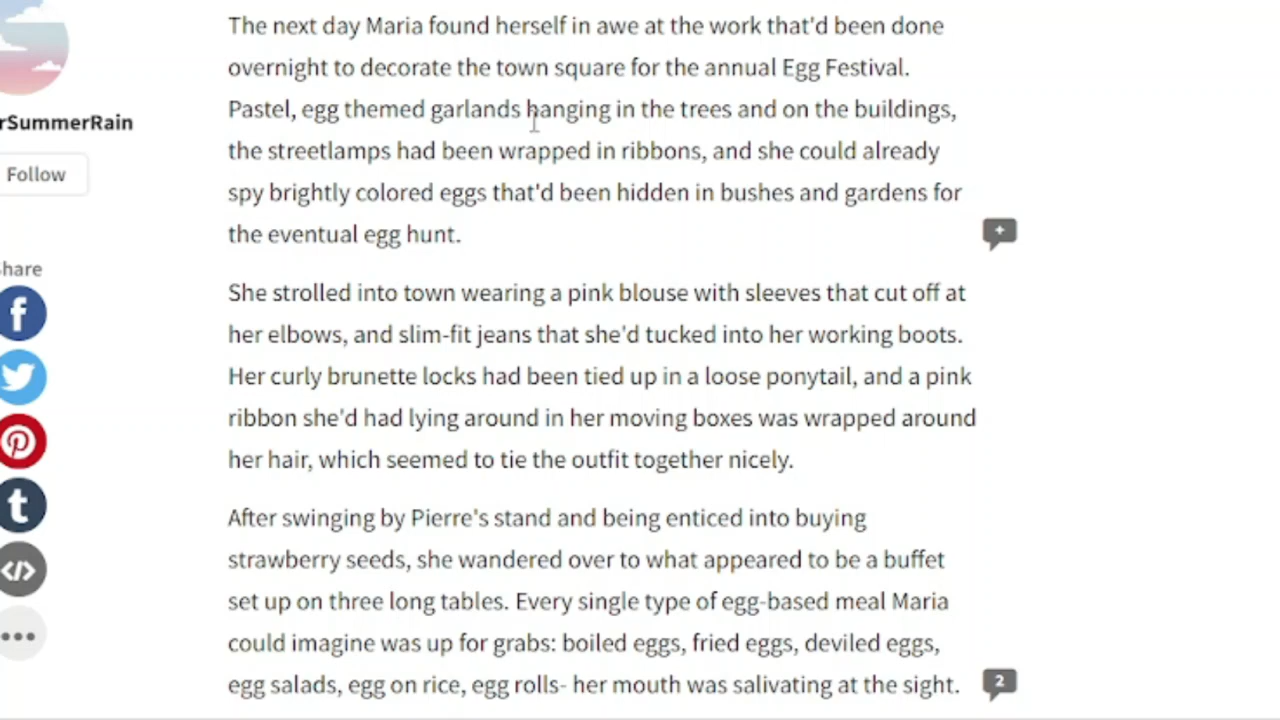 The next day Maria found herself in awe at the work that'd been done
overnight to decorate the town square for the annual Egg Festival.
Pastel, egg themed garlands hanging in the trees and on the buildings,
the streetlamps had been wrapped in ribbons, and she could already
spy brightly colored eggs that'd been hidden in bushes and gardens for
the eventual egg hunt.
+
rSummerRain
Follow
hare
She strolled into town wearing a pink blouse with sleeves that cut off at
her elbows, and slim-fit jeans that she'd tucked into her working boots.
Her curly brunette locks had been tied up in a loose ponytail, and a pink
ribbon she'd had lying around in her moving boxes was wrapped around
her hair, which seemed to tie the outfit together nicely.
After swinging by Pierre's stand and being enticed into buying
strawberry seeds, she wandered over to what appeared to be a buffet
set up on three long tables. Every single type of egg-based meal Maria
could imagine was up for grabs: boiled eggs, fried eggs, deviled eggs,
egg salads, egg on rice, egg rolls- her mouth was salivating at the sight.
2